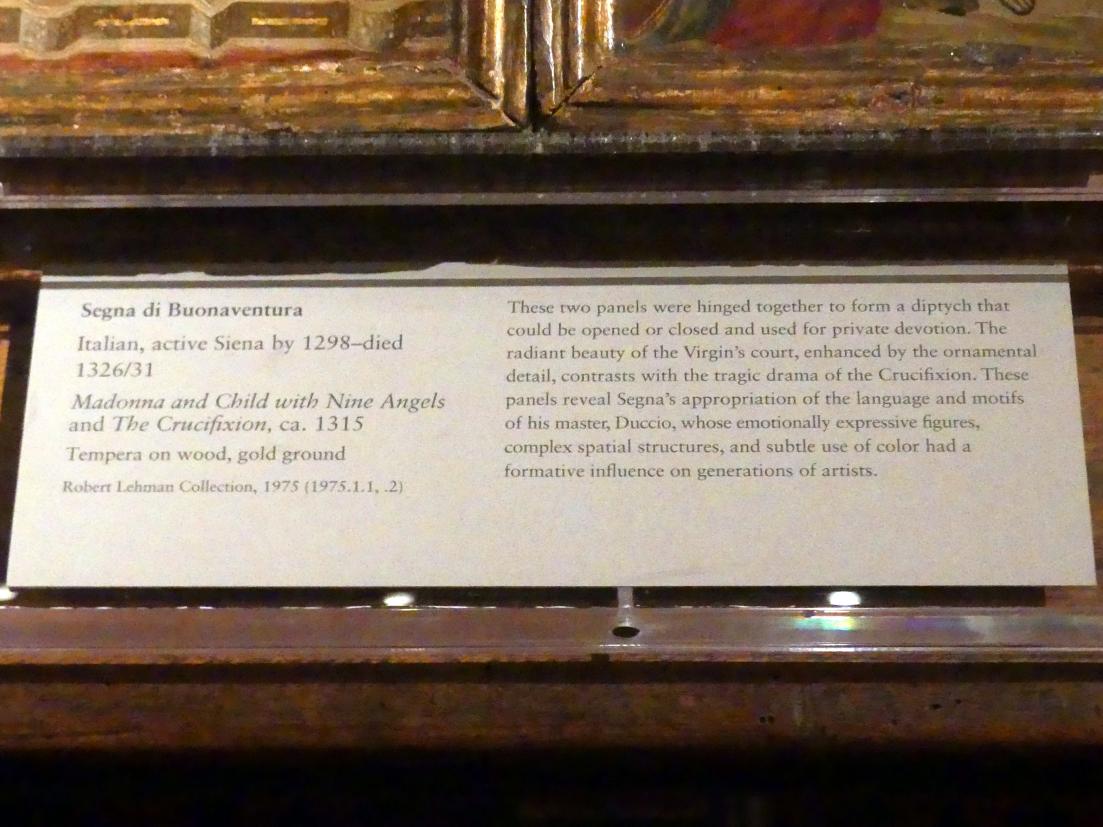 Segna di Buonaventura
Italian, active Siena by 1298–died
1326/31
Madonna and Child with Nine Angels
and The Crucifixion, ca. 1315
Tempera on wood, gold ground
Robert Lehman Collection, 1975 (1975.1.1, .2)
These two panels were hinged together to form a diptych that
could be opened or closed and used for private devotion. The
radiant beauty of the Virgin's court, enhanced by the ornamental
detail, contrasts with the tragic drama of the Crucifixion. These
panels reveal Segna's appropriation of the language and motifs
of his master, Duccio, whose emotionally expressive figures,
complex spatial structures, and subtle use of color had a
formative influence on generations of artists.